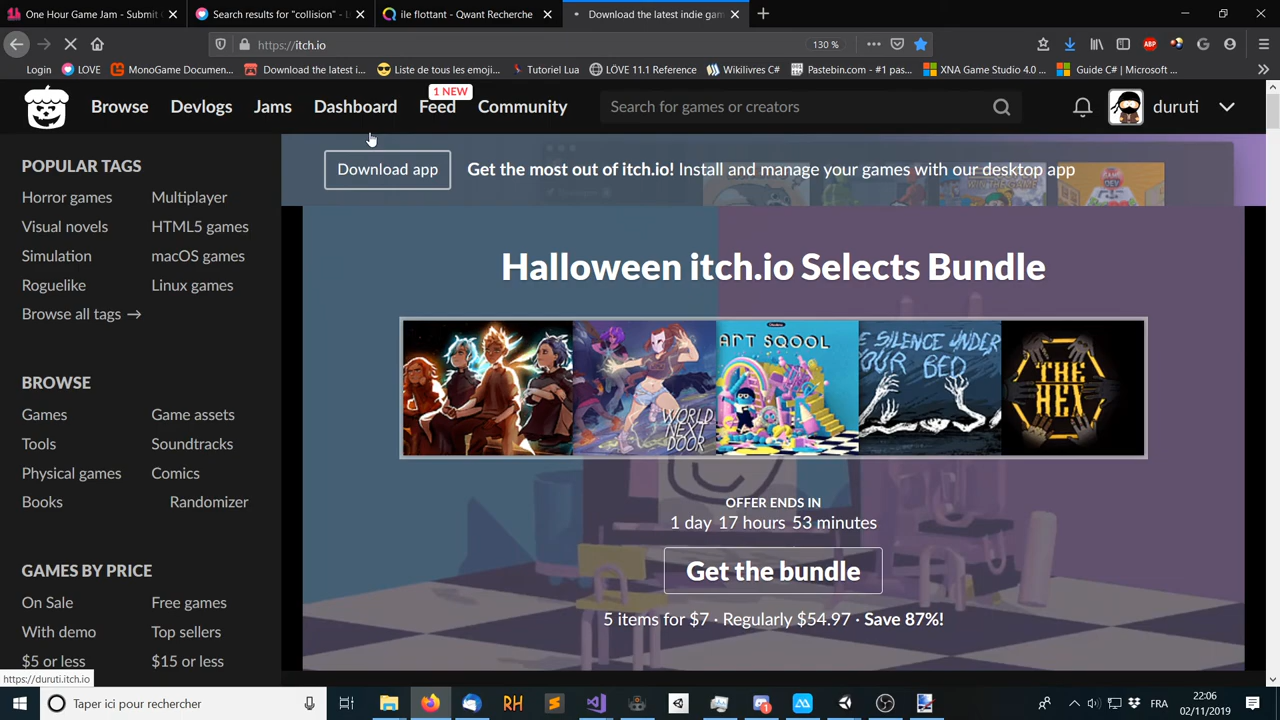 One Hour Game Jam - Submit
Search results for "collision" - L
ile flottant - Qwant Recherche
Download the latest indie gam
https://itch.io
130 %
Login
LOVE
MonoGame Documen...
Download the latest i...
Liste de tous les emoji...
Tutoriel Lua
LÖVE 11.1 Reference
Wikilivres C#
Pastebin.com - #1 pas...
XNA Game Studio 4.0 ...
Guide C# | Microsoft ...
ABP
1 NEW
Browse
Devlogs
Jams
Dashboard
Feed
Community
Search for games or creators
duruti
POPULAR TAGS
Horror games
Multiplayer
Visual novels
HTML5 games
Simulation
macOS games
Roguelike
Linux games
Browse all tags →
BROWSE
Games
Game assets
Tools
Soundtracks
Physical games
Comics
Books
Randomizer
GAMES BY PRICE
On Sale
Free games
With demo
Top sellers
$5 or less
$15 or less
https://duruti.itch.io
Download app
Get the most out of itch.io! Install and manage your games with our desktop app
Halloween itch.io Selects Bundle
WORLD NEXT DOOR
ART SQOOL
E SILENCE UNDER
YOUR BED
THE
HEX
OFFER ENDS IN
1 day 17 hours 53 minutes
Get the bundle
5 items for $7 · Regularly $54.97 · Save 87%!
Taper ici pour rechercher
RH
FRA
22:06
02/11/2019